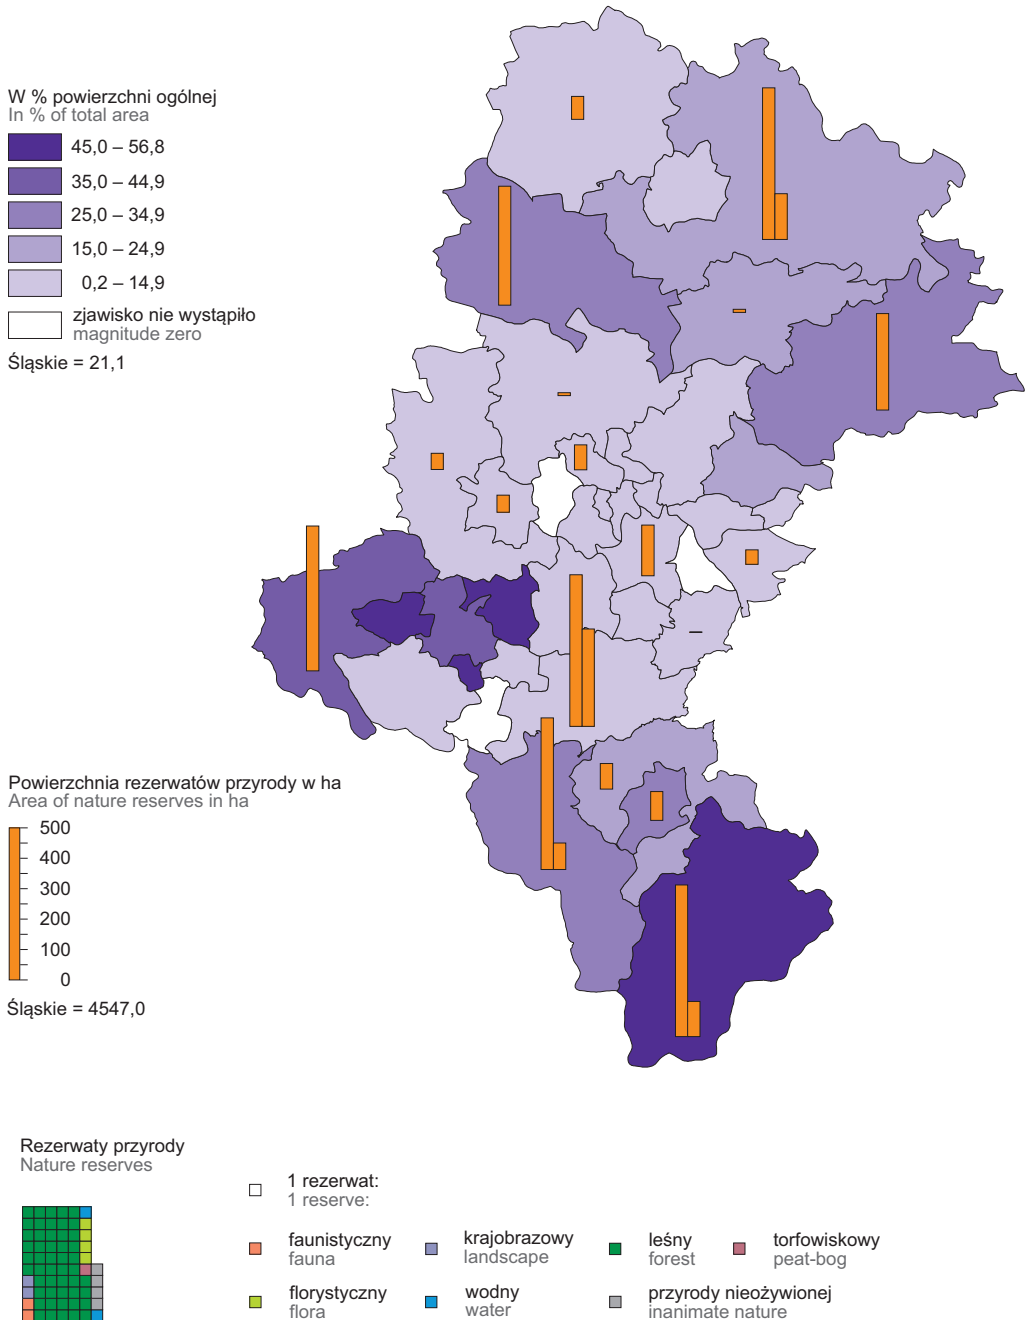 W % powierzchni ogólnej
In % of total area
45,0 – 56,8
35,0 – 44,9
25,0 – 34,9
15,0 – 24,9
0,2 – 14,9
zjawisko nie wystąpiło
magnitude zero
Śląskie = 21,1
Powierzchnia rezerwatów przyrody w ha
Area of nature reserves in ha
500
400
300
200
100
0
Śląskie = 4547,0
Rezerwaty przyrody
Nature reserves
1 rezerwat:
1 reserve:
faunistyczny
fauna
krajobrazowy
landscape
leśny
forest
torfowiskowy
peat-bog
florystyczny
flora
wodny
water
przyrody nieożywionej
inanimate nature